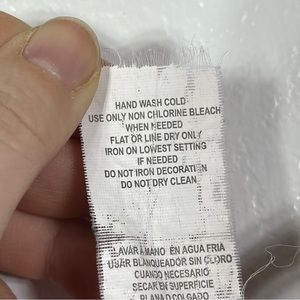 HAND WASH COLD
USE ONLY NON CHLORINE BLEACH
WHEN NEEDED
FLAT OR LINE DRY ONLY
IRON ON LOWEST SETTING
IF NEEDED
DO NOT IRON DECORATION
DO NOT DRY CLEAN
LAVAR A MANO EN AGUA FRIA
USAR BLANQUEADOR SIN CLORO
CUANDO NECESARIO
SECAR EN SUPERFICIE
PLANA O COLGADO